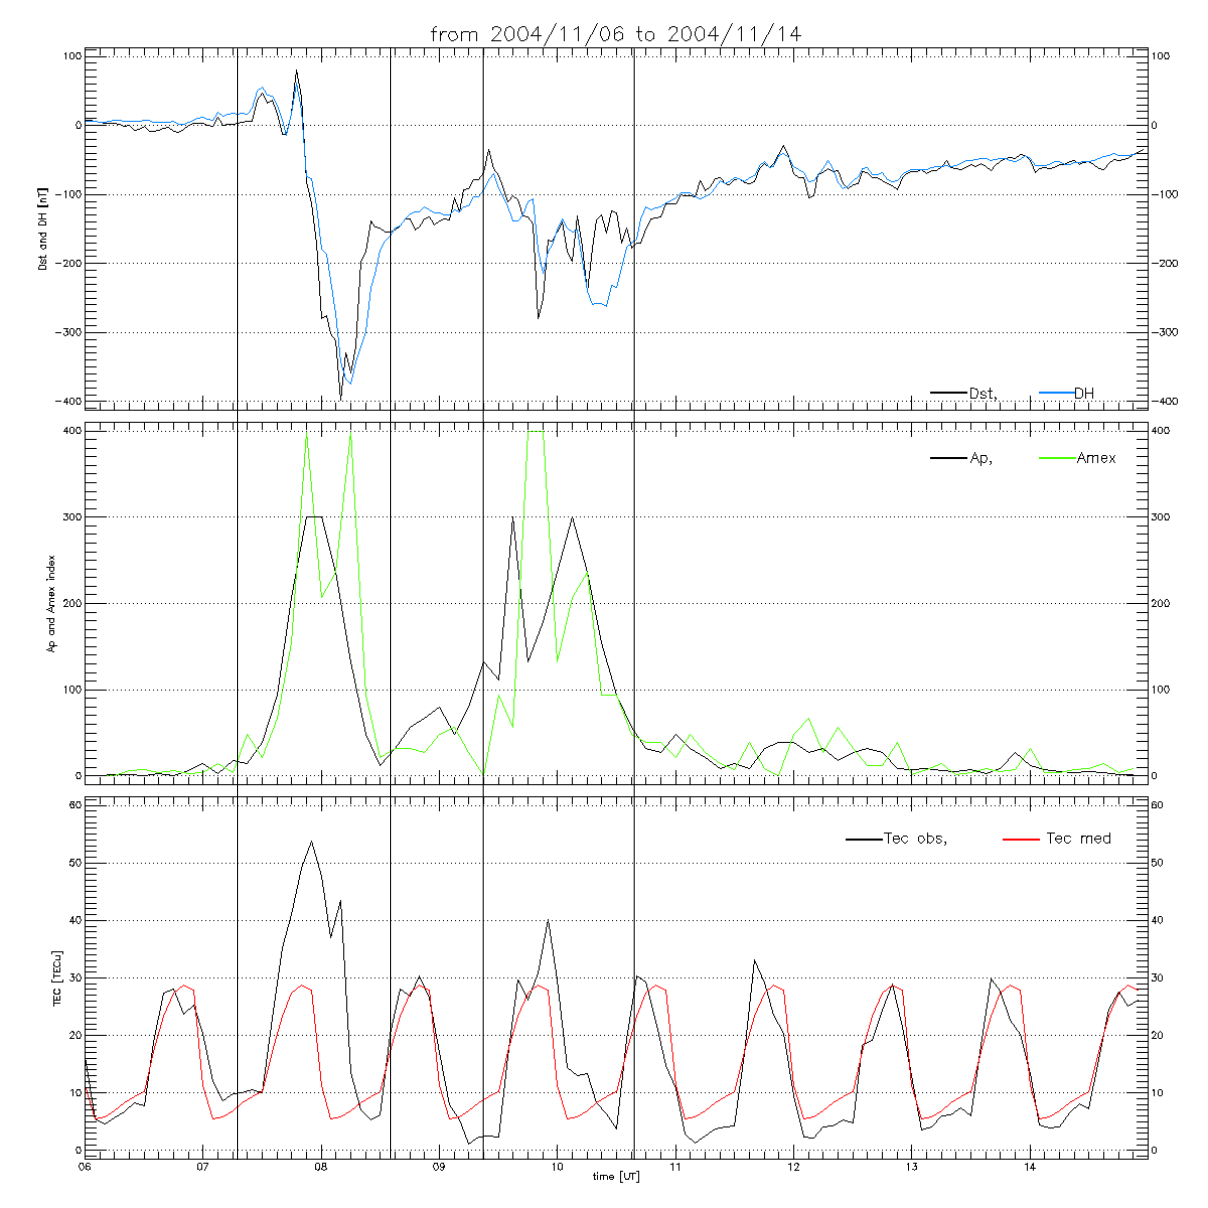 from 2004/11/06 to 2004/11/14
100 100
0 0
-100 -100
-200 -200
-300 -300
-400 -400
Dst and DH [nT]
Dst, DH
400 400
300 300
200 200
100 100
0 0
Ap and Amex index
Ap, Amex
60 60
50 50
40 40
30 30
20 20
10 10
0 0
TEC [TECu]
Tec obs, Tec med
06 07 08 09 10 11 12 13 14
time [UT]